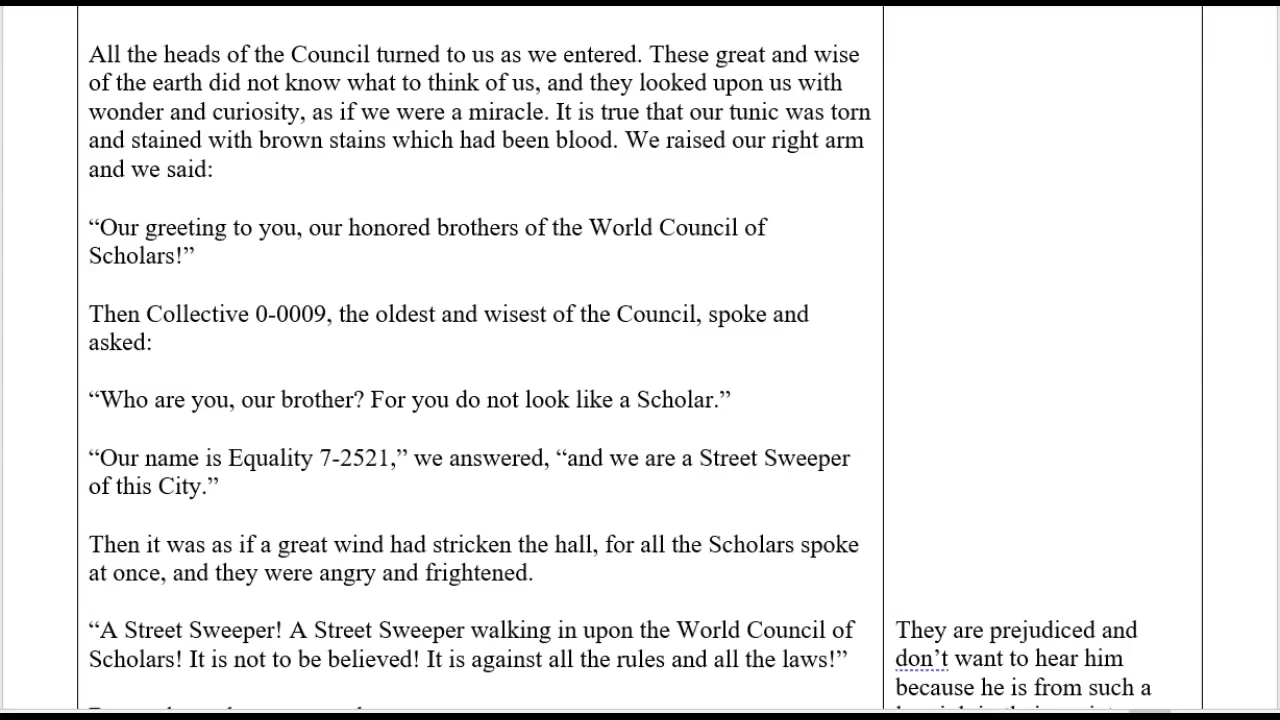 All the heads of the Council turned to us as we entered. These great and wise
of the earth did not know what to think of us, and they looked upon us with
wonder and curiosity, as if we were a miracle. It is true that our tunic was torn
and stained with brown stains which had been blood. We raised our right arm
and we said:
“Our greeting to you, our honored brothers of the World Council of
Scholars!”
Then Collective 0-0009, the oldest and wisest of the Council, spoke and
asked:
“Who are you, our brother? For you do not look like a Scholar.”
“Our name is Equality 7-2521,” we answered, “and we are a Street Sweeper
of this City.”
Then it was as if a great wind had stricken the hall, for all the Scholars spoke
at once, and they were angry and frightened.
“A Street Sweeper! A Street Sweeper walking in upon the World Council of
Scholars! It is not to be believed! It is against all the rules and all the laws!”
They are prejudiced and
don’t want to hear him
because he is from such a